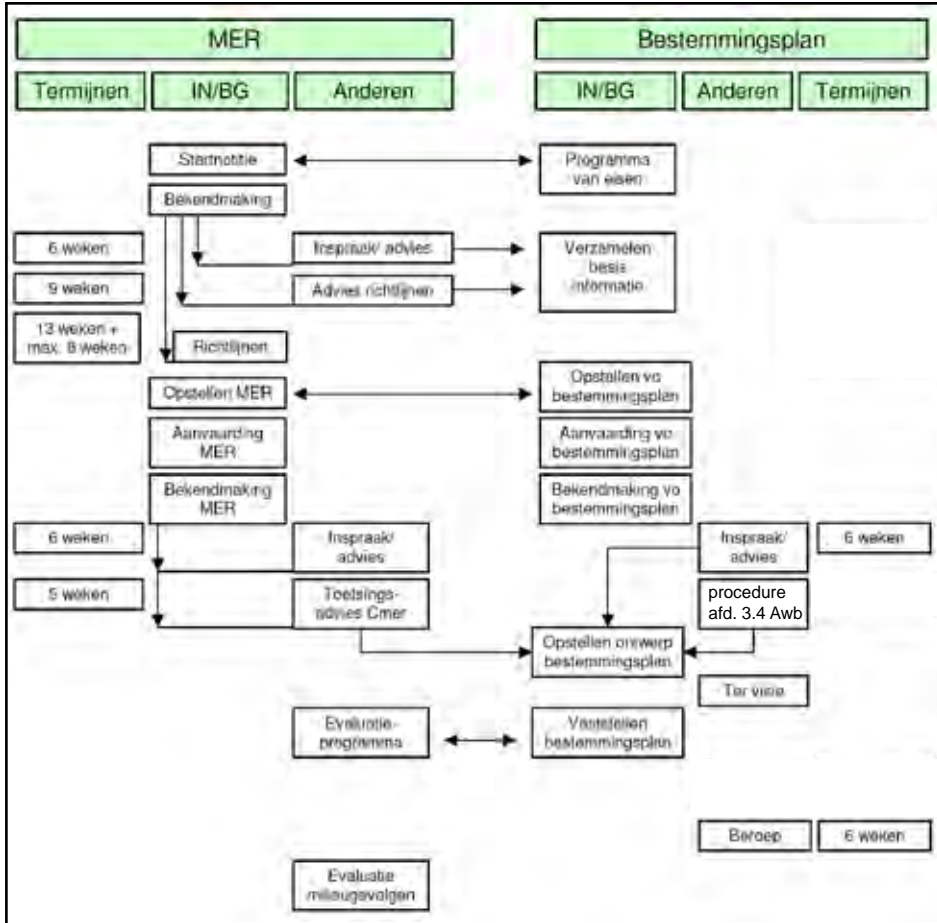 MER
Bestemmingsplan
Termijnen
IN/BG
Anderen
IN/BG
Anderen
Termijnen
Startnotitie
Programma
van eisen
Bekendmaking
6 weken
Inspraak/ advies
Verzamelen
basis
informatie
9 weken
Advies richtlijnen
13 weken +
max. 8 weken
Richtlijnen
Opstellen MER
Opstellen vo
bestemmingsplan
Aanvaarding
MER
Aanvaarding vo
bestemmingsplan
Bekendmaking
MER
Bekendmaking vo
bestemmingsplan
6 weken
Inspraak/
advies
Inspraak/
advies
6 weken
5 weken
Toetsings-
advies Cmer
procedure
afd. 3.4 Awb
Opstellen ontwerp
bestemmingsplan
Ter visie
Evaluatie-
programma
Vaststellen
bestemmingsplan
Beroep
6 weken
Evaluatie
milieugevolgen